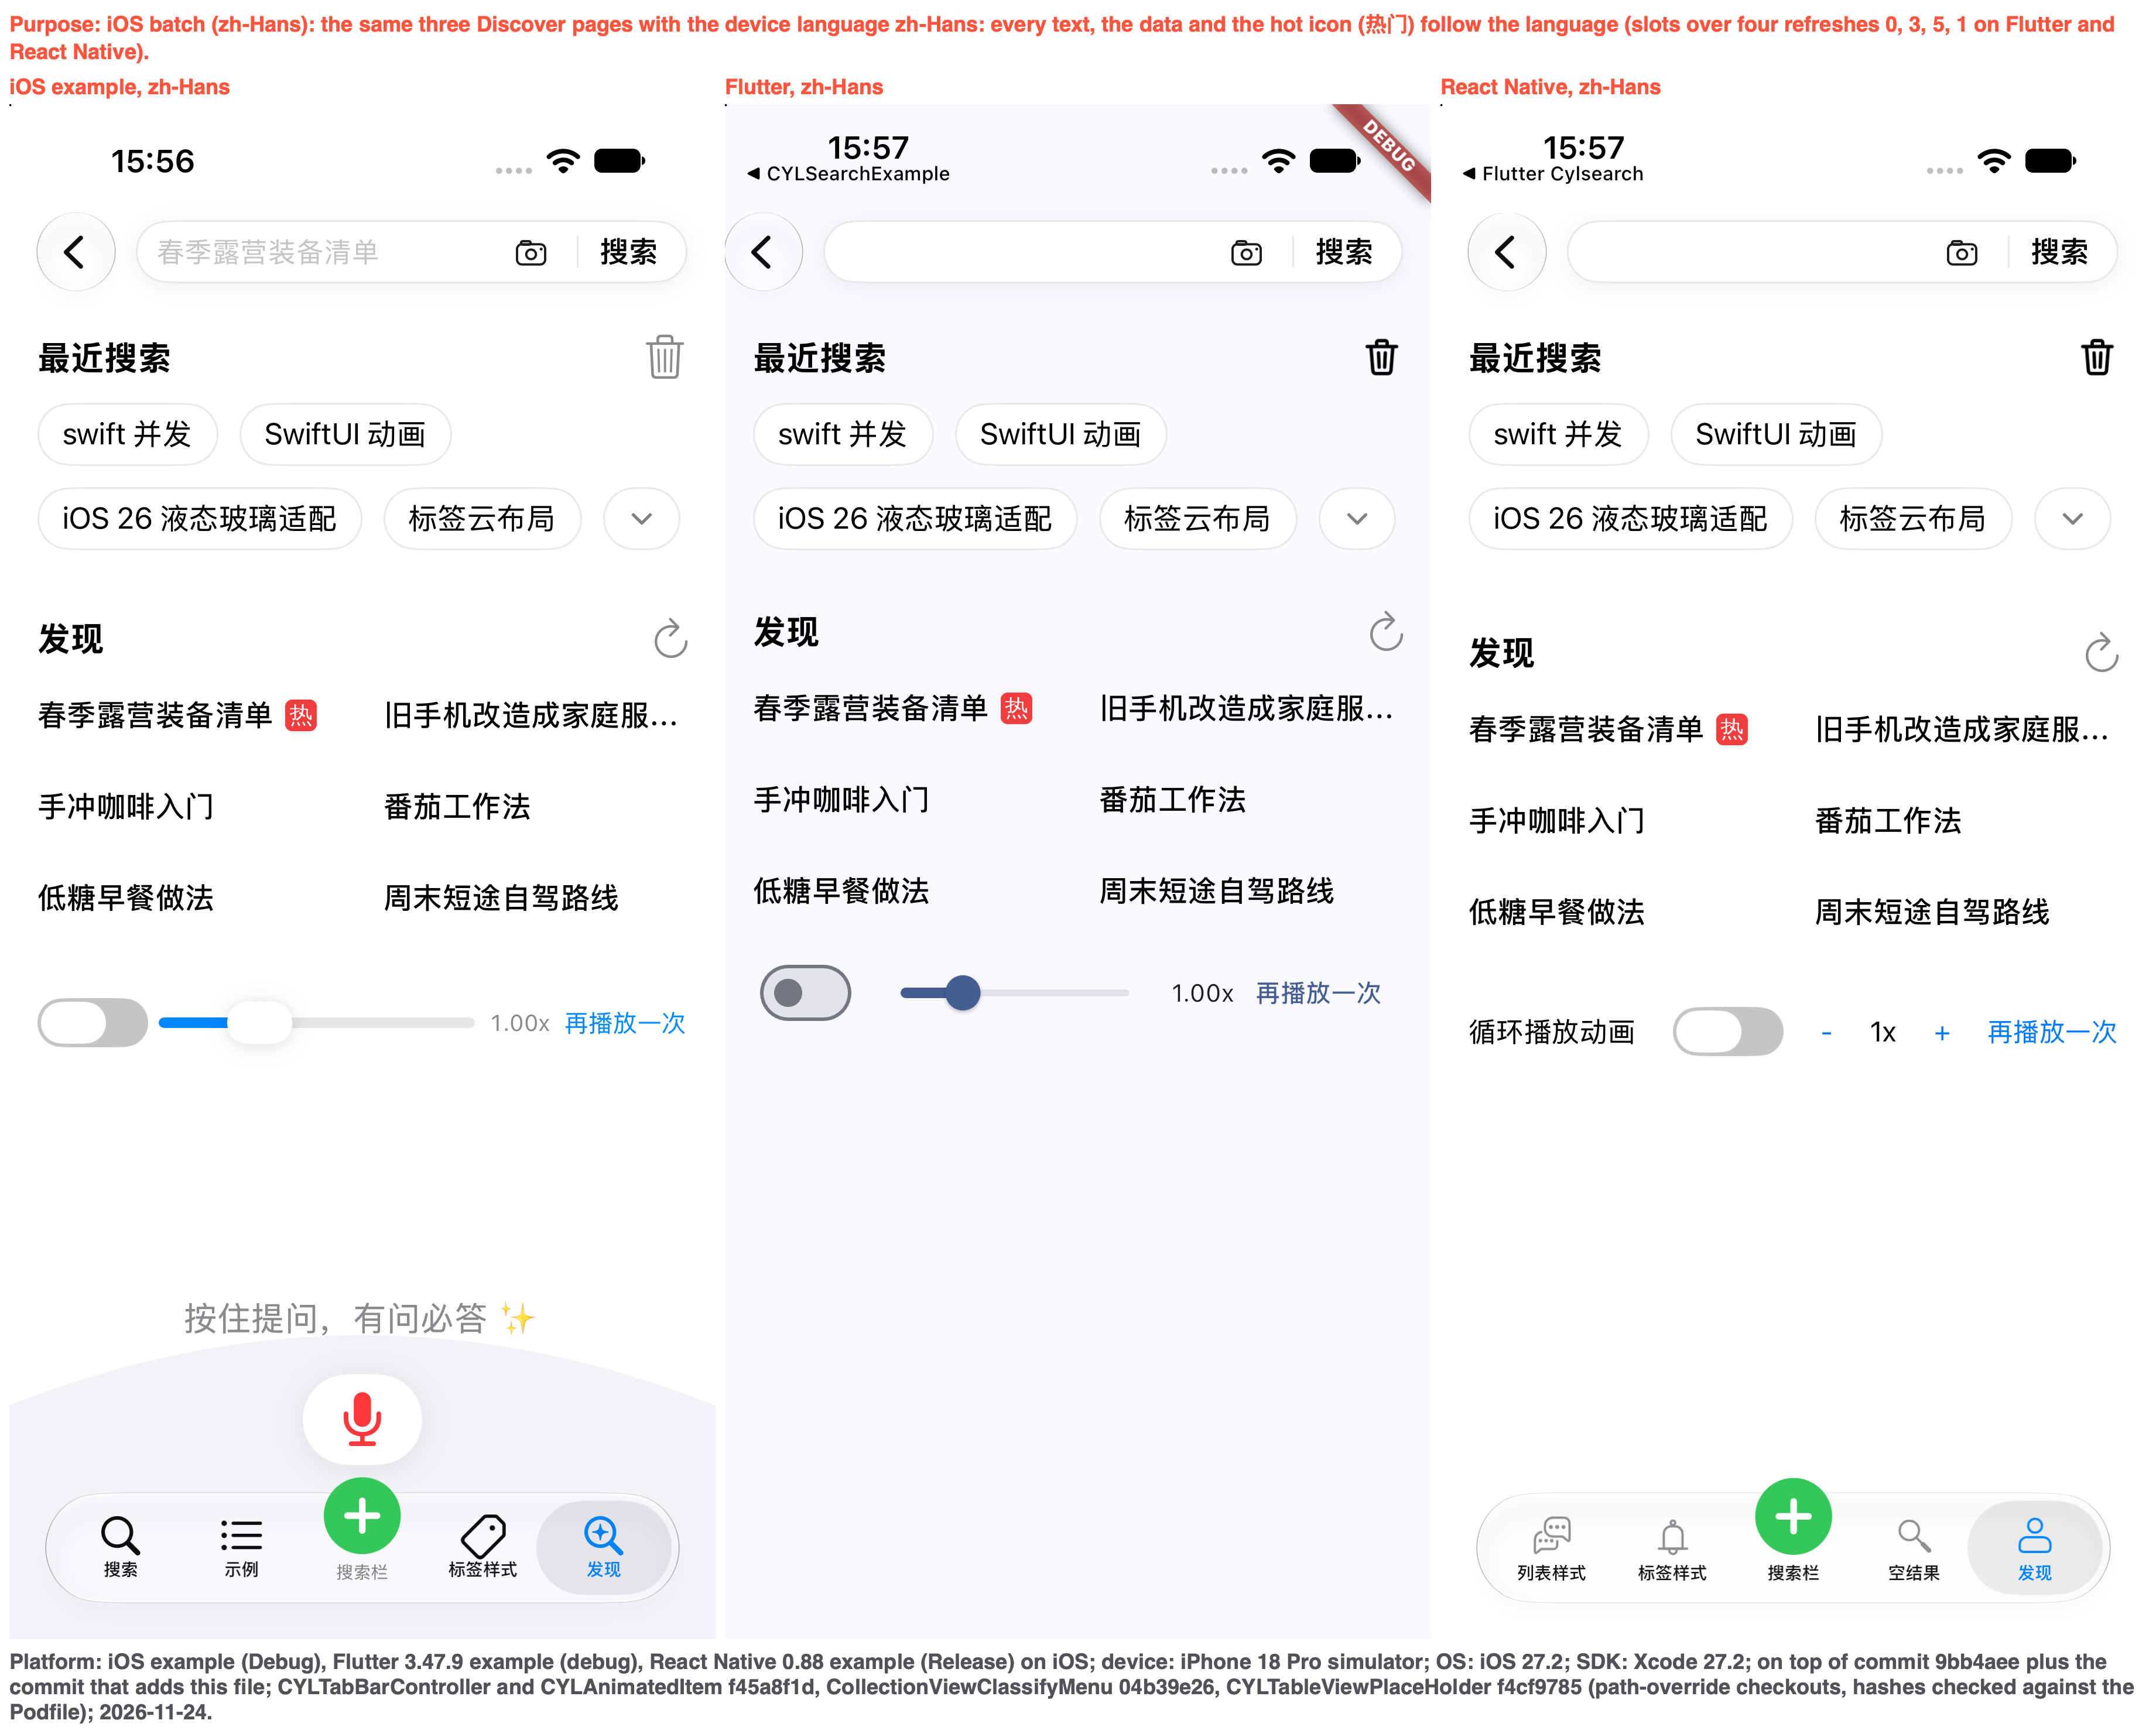 Purpose: iOS batch (zh-Hans): the same three Discover pages with the device language zh-Hans: every text, the data and the hot icon (热门) follow the language (slots over four refreshes 0, 3, 5, 1 on Flutter and
React Native).
iOS example, zh-Hans
15:56
春季露营装备清单
搜索
最近搜索
swift 并发
SwiftUI 动画
iOS 26 液态玻璃适配
标签云布局
发现
春季露营装备清单 热
旧手机改造成家庭服...
手冲咖啡入门
番茄工作法
低糖早餐做法
周末短途自驾路线
1.00x
再播放一次
按住提问，有问必答 ✨
搜索
示例
搜索栏
标签样式
发现
Flutter, zh-Hans
15:57
◀ CYLSearchExample
DEBUG
搜索
最近搜索
swift 并发
SwiftUI 动画
iOS 26 液态玻璃适配
标签云布局
发现
春季露营装备清单 热
旧手机改造成家庭服...
手冲咖啡入门
番茄工作法
低糖早餐做法
周末短途自驾路线
1.00x
再播放一次
React Native, zh-Hans
15:57
◀ Flutter Cylsearch
搜索
最近搜索
swift 并发
SwiftUI 动画
iOS 26 液态玻璃适配
标签云布局
发现
春季露营装备清单 热
旧手机改造成家庭服...
手冲咖啡入门
番茄工作法
低糖早餐做法
周末短途自驾路线
循环播放动画
- 1x +
再播放一次
列表样式
标签样式
搜索栏
空结果
发现
Platform: iOS example (Debug), Flutter 3.47.9 example (debug), React Native 0.88 example (Release) on iOS; device: iPhone 18 Pro simulator; OS: iOS 27.2; SDK: Xcode 27.2; on top of commit 9bb4aee plus the
commit that adds this file; CYLTabBarController and CYLAnimatedItem f45a8f1d, CollectionViewClassifyMenu 04b39e26, CYLTableViewPlaceHolder f4cf9785 (path-override checkouts, hashes checked against the
Podfile); 2026-11-24.